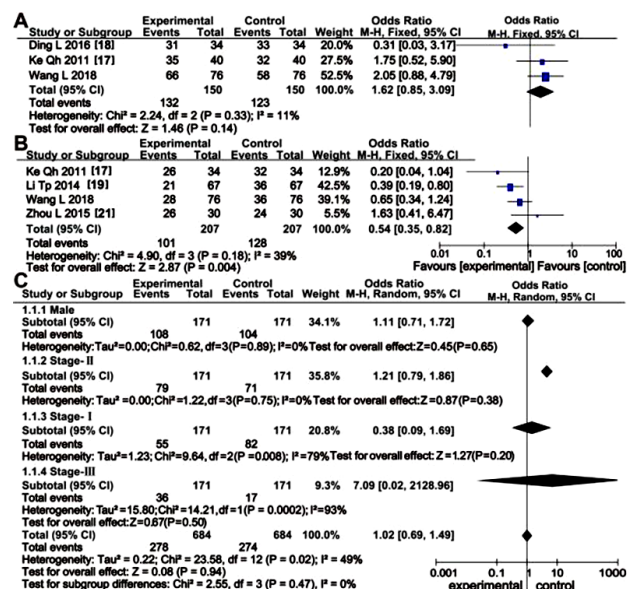 A
Experimental Control Odds Ratio Odds Ratio
Study or Subgroup Events Total Events Total Weight M-H, Fixed, 95% CI M-H, Fixed, 95% CI
Ding L 2016 [18] 31 34 33 34 20.0% 0.31 [0.03, 3.17]
Ke Qh 2011 [17] 35 40 32 40 27.5% 1.75 [0.52, 5.90]
Wang L 2018 66 76 58 76 52.5% 2.05 [0.88, 4.79]
Total (95% CI) 150 150 100.0% 1.62 [0.85, 3.09]
Total events 132 123
Heterogeneity: Chi² = 2.24, df = 2 (P = 0.33); I² = 11%
Test for overall effect: Z = 1.46 (P = 0.14)
B
Experimental Control Odds Ratio Odds Ratio
Study or Subgroup Events Total Events Total Weight M-H, Fixed, 95% CI M-H, Fixed, 95% CI
Ke Qh 2011 [17] 26 34 32 34 12.9% 0.20 [0.04, 1.04]
Li Tp 2014 [19] 21 67 36 67 42.5% 0.39 [0.19, 0.80]
Wang L 2018 28 76 36 76 39.1% 0.65 [0.34, 1.24]
Zhou L 2015 [21] 26 30 24 30 5.5% 1.63 [0.41, 6.47]
Total (95% CI) 207 207 100.0% 0.54 [0.35, 0.82]
Total events 101 128
Heterogeneity: Chi² = 4.90, df = 3 (P = 0.18); I² = 39%
Test for overall effect: Z = 2.87 (P = 0.004)
0.01 0.1 1 10 100
Favours [experimental] Favours [control]
C
Experimental Control Odds Ratio Odds Ratio
Study or Subgroup Events Total Events Total Weight M-H, Random, 95% CI M-H, Random, 95% CI
1.1.1 Male
Subtotal (95% CI) 171 171 34.1% 1.11 [0.71, 1.72]
Total events 108 104
Heterogeneity:Tau²=0.00;Chi²=0.62, df=3(P=0.89); I²=0% Test for overall effect:Z=0.45(P=0.65)
1.1.2 Stage-Ⅱ
Subtotal (95% CI) 171 171 35.8% 1.21 [0.79, 1.86]
Total events 79 71
Heterogeneity: Tau²=0.00;Chi²=1.22, df=3(P=0.75); I²=0% Test for overall effect:Z=0.87(P=0.38)
1.1.3 Stage-Ⅰ
Subtotal (95% CI) 171 171 20.8% 0.38 [0.09, 1.69]
Total events 55 82
Heterogeneity: Tau²=1.23;Chi²=9.64, df=2(P=0.008); I²=79%Test for overall effect:Z=1.27(P=0.20)
1.1.4 Stage-Ⅲ
Subtotal (95% CI) 171 171 9.3% 7.09 [0.02, 2128.96]
Total events 36 17
Heterogeneity: Tau²=15.80;Chi²=14.21,df=1(P = 0.0002); I²=93%
Test for overall effect:Z=0.67(P=0.50)
Total (95% CI) 684 684 100.0% 1.02 [0.69, 1.49]
Total events 278 274
Heterogeneity: Tau² = 0.22; Chi² = 23.58, df = 12 (P = 0.02); I² = 49%
Test for overall effect: Z = 0.08 (P = 0.94)
Test for subgroup differences: Chi² = 2.55, df = 3 (P = 0.47), I² = 0%
0.001 0.1 1 10 1000
experimental control